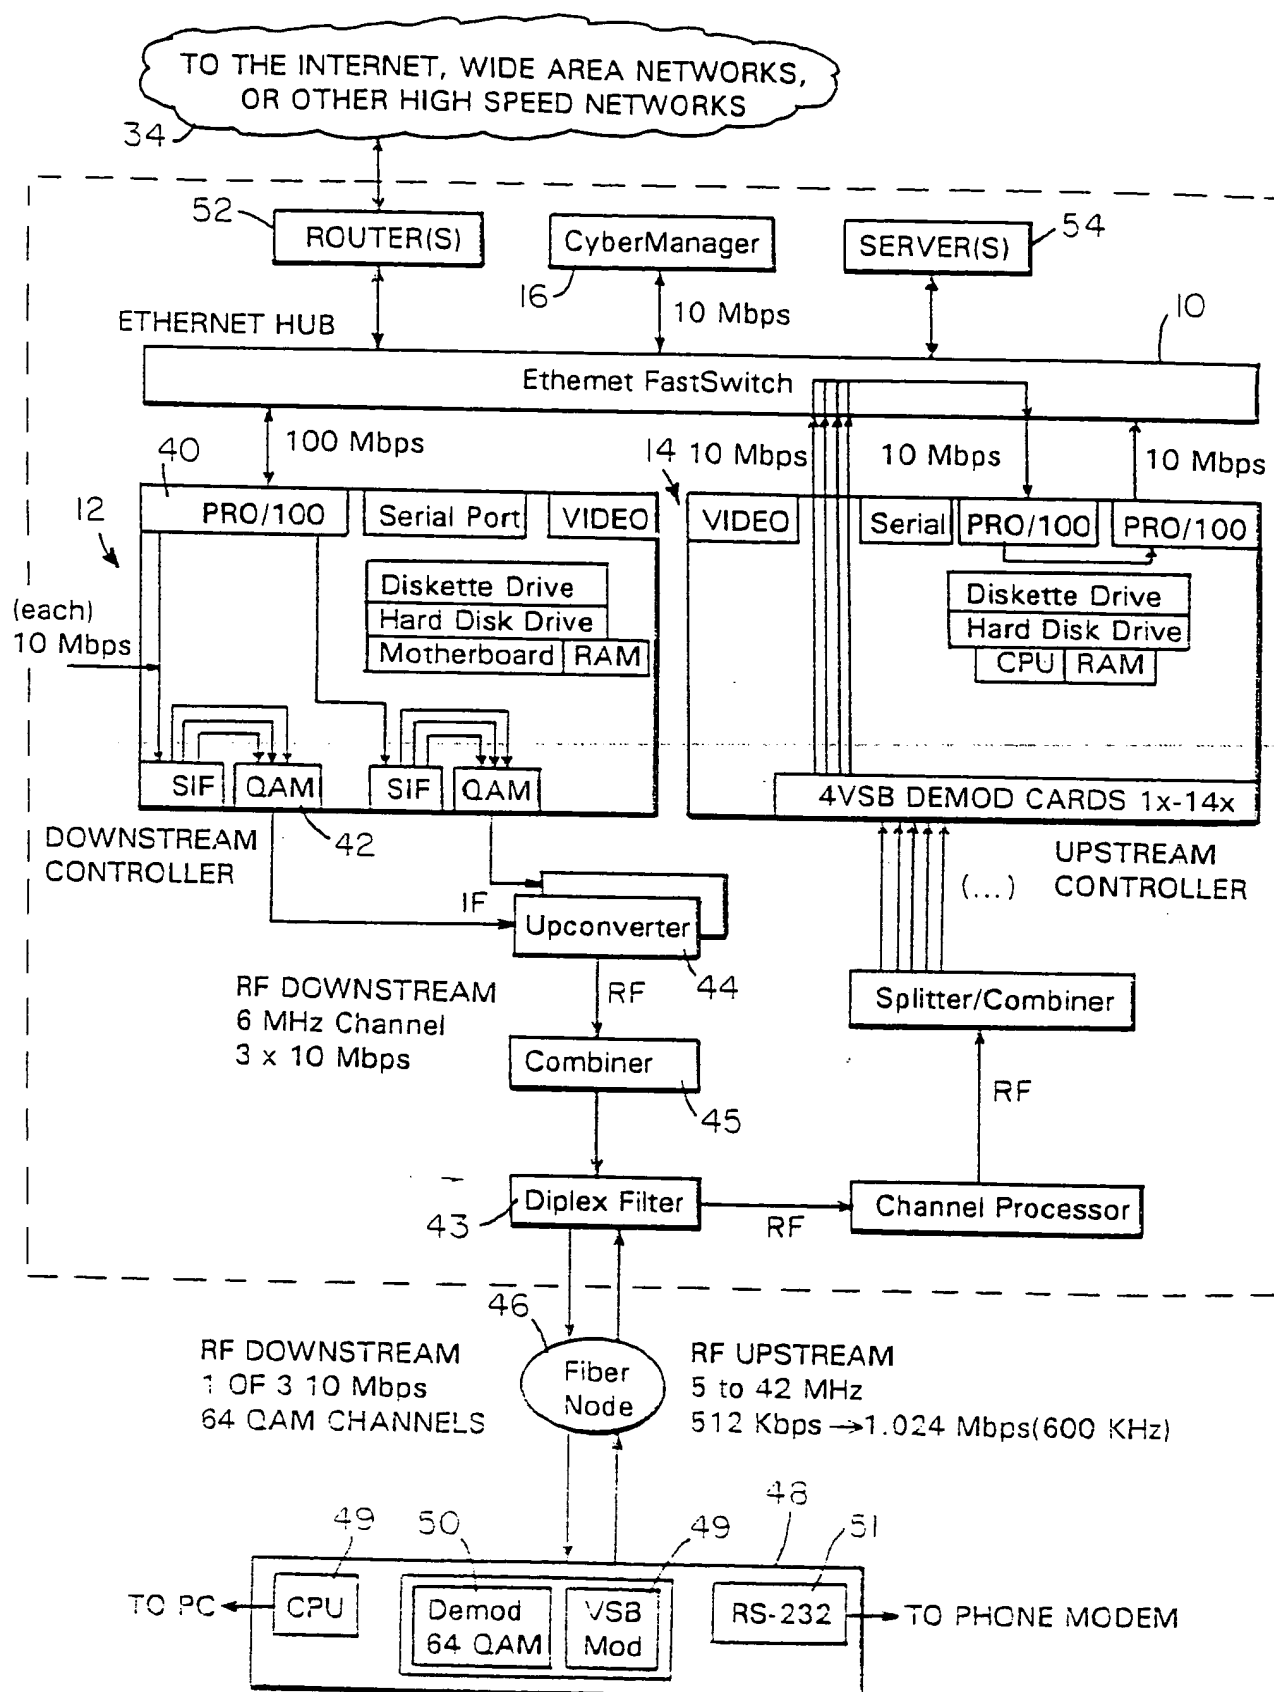 TO THE INTERNET, WIDE AREA NETWORKS,
OR OTHER HIGH SPEED NETWORKS
34
52
ROUTER(S)
CyberManager
16
SERVER(S)
54
10 Mbps
10
ETHERNET HUB
Ethernet FastSwitch
100 Mbps
14
10 Mbps
10 Mbps
10 Mbps
40
12
PRO/100
Serial Port
VIDEO
VIDEO
Serial
PRO/100
PRO/100
Diskette Drive
Hard Disk Drive
Motherboard
RAM
Diskette Drive
Hard Disk Drive
CPU
RAM
(each)
10 Mbps
SIF
QAM
SIF
QAM
4VSB DEMOD CARDS 1x-14x
42
DOWNSTREAM
CONTROLLER
UPSTREAM
CONTROLLER
(...)
IF
Upconverter
44
RF DOWNSTREAM
6 MHz Channel
3 x 10 Mbps
RF
Splitter/Combiner
Combiner
45
RF
Diplex Filter
43
RF
Channel Processor
46
RF DOWNSTREAM
1 OF 3 10 Mbps
64 QAM CHANNELS
Fiber
Node
RF UPSTREAM
5 to 42 MHz
512 Kbps →1.024 Mbps(600 KHz)
49
50
49
48
51
TO PC
CPU
Demod
64 QAM
VSB
Mod
RS-232
TO PHONE MODEM